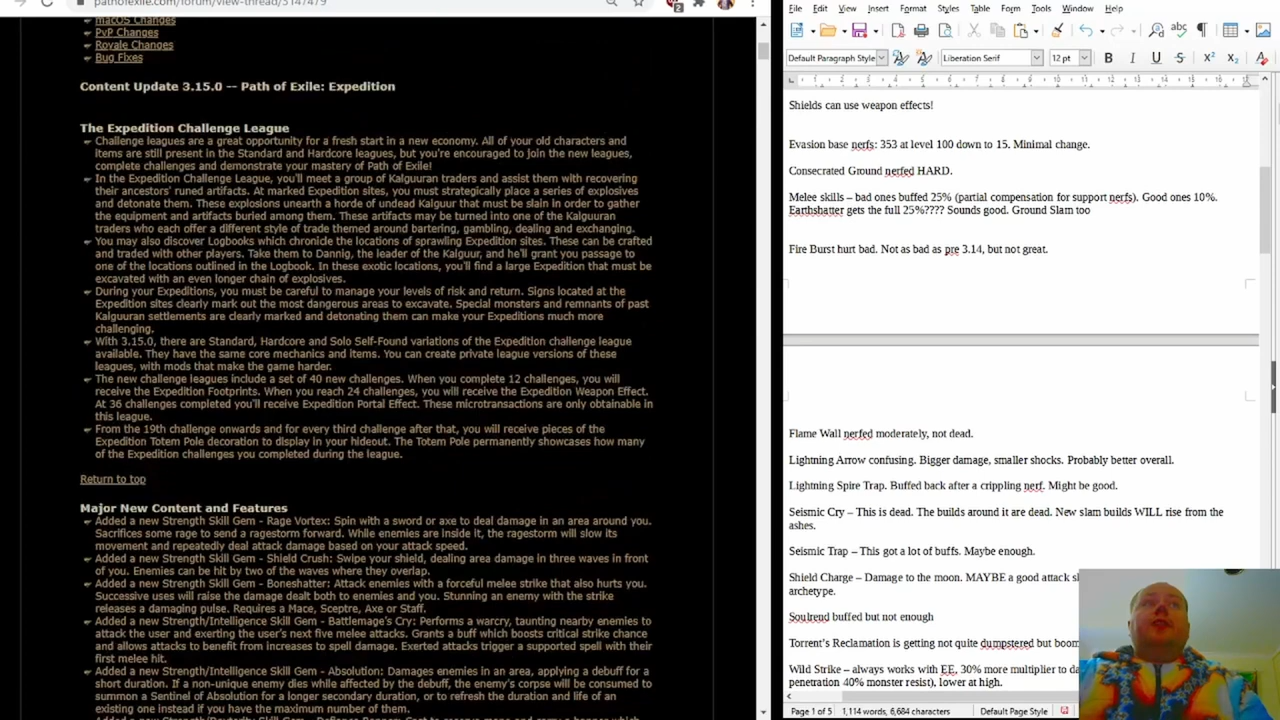 pathofexile.com/forum/view-thread/3147479
2
macOS Changes
PvP Changes
Royale Changes
Bug Fixes
Content Update 3.15.0 -- Path of Exile: Expedition
The Expedition Challenge League
Challenge leagues are a great opportunity for a fresh start in a new economy. All of your old characters and
items are still present in the Standard and Hardcore leagues, but you're encouraged to join the new leagues,
complete challenges and demonstrate your mastery of Path of Exile!
In the Expedition Challenge League, you'll meet a group of Kalguuran traders and assist them with recovering
their ancestors' runed artifacts. At marked Expedition sites, you must strategically place a series of explosives
and detonate them. These explosions unearth a horde of undead Kalguur that must be slain in order to gather
the equipment and artifacts buried among them. These artifacts may be turned into one of the Kalguuran
traders who each offer a different style of trade themed around bartering, gambling, dealing and exchanging.
You may also discover Logbooks which chronicle the locations of sprawling Expedition sites. These can be crafted
and traded with other players. Take them to Dannig, the leader of the Kalguur, and he'll grant you passage to
one of the locations outlined in the Logbook. In these exotic locations, you'll find a large Expedition that must be
excavated with an even longer chain of explosives.
During your Expeditions, you must be careful to manage your levels of risk and return. Signs located at the
Expedition sites clearly mark out the most dangerous areas to excavate. Special monsters and remnants of past
Kalguuran settlements are clearly marked and detonating them can make your Expeditions much more
challenging.
With 3.15.0, there are Standard, Hardcore and Solo Self-Found variations of the Expedition challenge league
available. They have the same core mechanics and items. You can create private league versions of these
leagues, with mods that make the game harder.
The new challenge leagues include a set of 40 new challenges. When you complete 12 challenges, you will
receive the Expedition Footprints. When you reach 24 challenges, you will receive the Expedition Weapon Effect.
At 36 challenges completed you'll receive Expedition Portal Effect. These microtransactions are only obtainable in
this league.
From the 19th challenge onwards and for every third challenge after that, you will receive pieces of the
Expedition Totem Pole decoration to display in your hideout. The Totem Pole permanently showcases how many
of the Expedition challenges you completed during the league.
Return to top
Major New Content and Features
Added a new Strength Skill Gem - Rage Vortex: Spin with a sword or axe to deal damage in an area around you.
Sacrifices some rage to send a ragestorm forward. While enemies are inside it, the ragestorm will slow its
movement and repeatedly deal attack damage based on your attack speed.
Added a new Strength Skill Gem - Shield Crush: Swipe your shield, dealing area damage in three waves in front
of you. Enemies can be hit by two of the waves where they overlap.
Added a new Strength Skill Gem - Boneshatter: Attack enemies with a forceful melee strike that also hurts you.
Successive uses will raise the damage dealt both to enemies and you. Stunning an enemy with the strike
releases a damaging pulse. Requires a Mace, Sceptre, Axe or Staff.
Added a new Strength/Intelligence Skill Gem - Battlemage's Cry: Performs a warcry, taunting nearby enemies to
attack the user and exerting the user's next five melee attacks. Grants a buff which boosts critical strike chance
and allows attacks to benefit from increases to spell damage. Exerted attacks trigger a supported spell with their
first melee hit.
Added a new Strength/Intelligence Skill Gem - Absolution: Damages enemies in an area, applying a debuff for a
short duration. If a non-unique enemy dies while affected by the debuff, the enemy's corpse will be consumed to
summon a Sentinel of Absolution for a longer secondary duration, or to refresh the duration and life of an
existing one instead if you have the maximum number of them.
File Edit View Insert Format Styles Table Form Tools Window Help
Default Paragraph Style Liberation Serif 12 pt B I U S X² X₂ A
1 2 3 4 5 6 7 8 9 10 11 12 13 14 15 16
Shields can use weapon effects!
Evasion base nerfs: 353 at level 100 down to 15. Minimal change.
Consecrated Ground nerfed HARD.
Melee skills – bad ones buffed 25% (partial compensation for support nerfs). Good ones 10%.
Earthshatter gets the full 25%???? Sounds good. Ground Slam too
Fire Burst hurt bad. Not as bad as pre 3.14, but not great.
Flame Wall nerfed moderately, not dead.
Lightning Arrow confusing. Bigger damage, smaller shocks. Probably better overall.
Lightning Spire Trap. Buffed back after a crippling nerf. Might be good.
Seismic Cry – This is dead. The builds around it are dead. New slam builds WILL rise from the
ashes.
Seismic Trap – This got a lot of buffs. Maybe enough.
Shield Charge – Damage to the moon. MAYBE a good attack
archetype.
Soulrend buffed but not enough
Torrent's Reclamation is getting not quite dumpstered but
Wild Strike – always works with EE, 30% more multiplier to
penetration 40% monster resist), lower at high.
Page 1 of 5 1,114 words, 6,684 characters Default Page Style